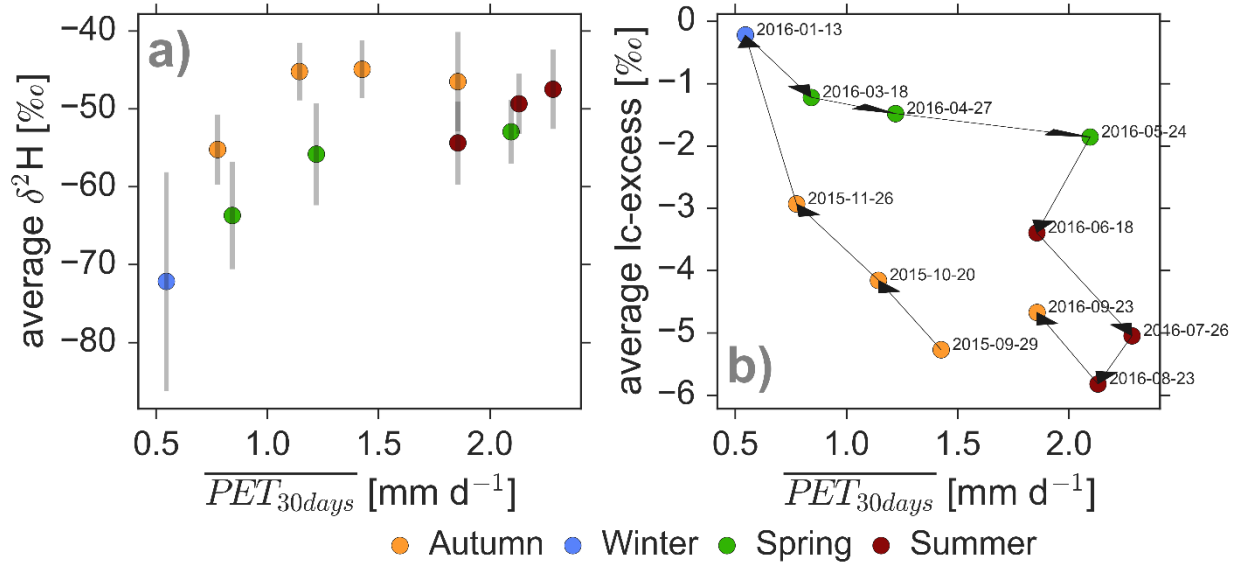 a)
average δ²H [‰]
−40
−50
−60
−70
−80
0.5 1.0 1.5 2.0
PET30days [mm d⁻¹]
b)
average lc-excess [‰]
0
−1
−2
−3
−4
−5
−6
2016-01-13
2016-03-18
2016-04-27
2016-05-24
2015-11-26
2016-06-18
2015-10-20
2016-09-23
2016-07-26
2015-09-29
2016-08-23
0.5 1.0 1.5 2.0
PET30days [mm d⁻¹]
Autumn Winter Spring Summer